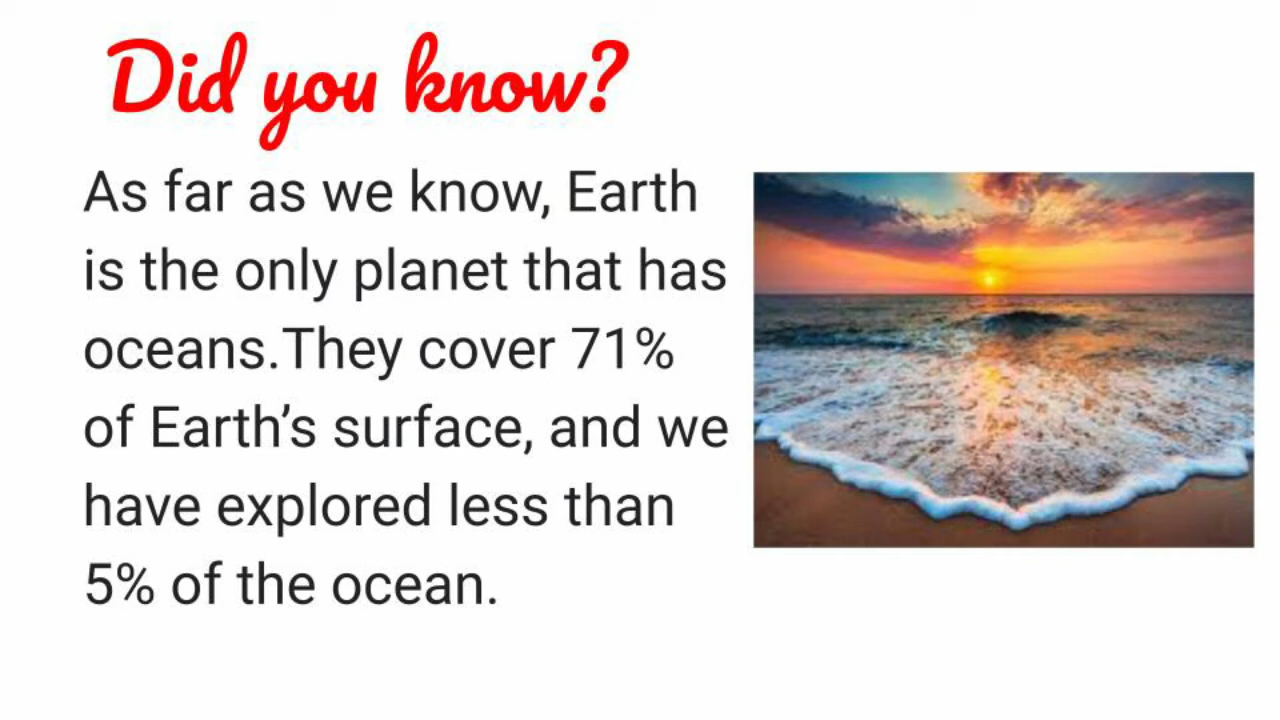 Did you know?
As far as we know, Earth
is the only planet that has
oceans.They cover 71%
of Earth’s surface, and we
have explored less than
5% of the ocean.